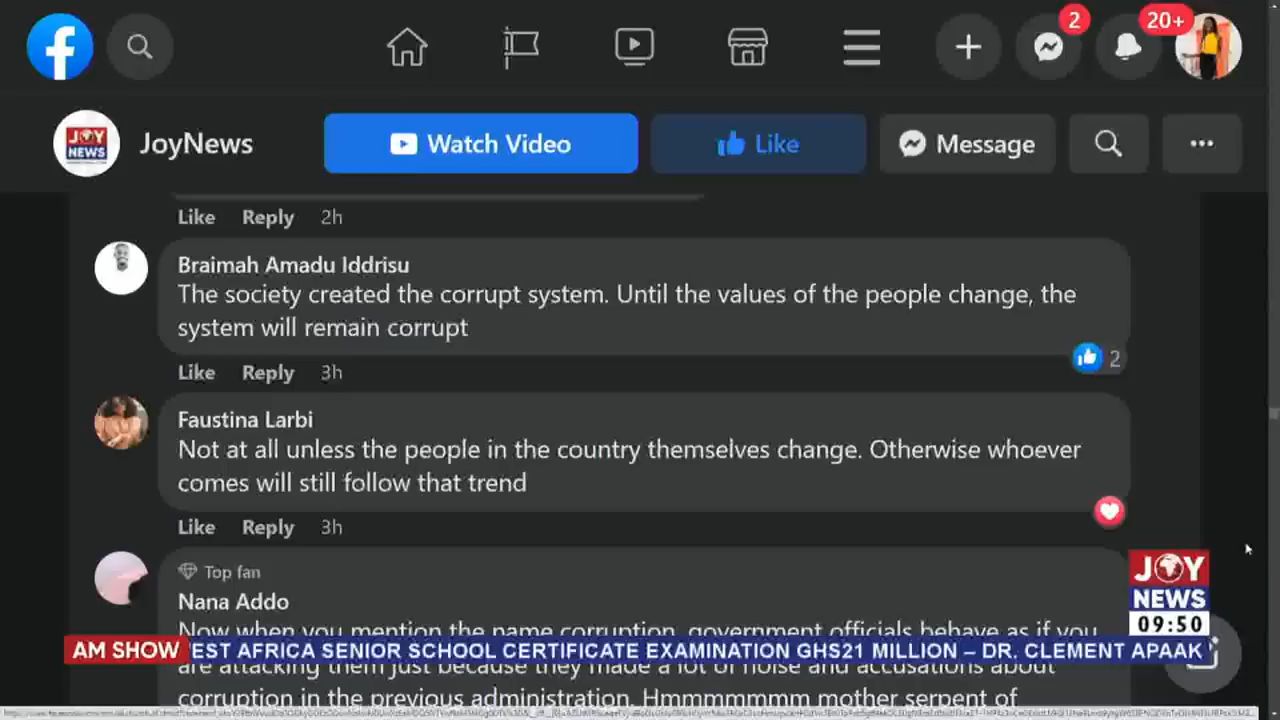 2
20+
JOY
NEWS
JoyNews
Watch Video
Like
Message
Like Reply 2h
Braimah Amadu Iddrisu
The society created the corrupt system. Until the values of the people change, the
system will remain corrupt
2
Like Reply 3h
Faustina Larbi
Not at all unless the people in the country themselves change. Otherwise whoever
comes will still follow that trend
Like Reply 3h
Top fan
Nana Addo
Now when you mention the name corruption, government officials behave as if you
JOY
NEWS
09:50
AM SHOW EST AFRICA SENIOR SCHOOL CERTIFICATE EXAMINATION GHS21 MILLION – DR. CLEMENT APAAK
are attacking them just because they made a lot of noise and accusations about
corruption in the previous administration. Hmmmmmmm mother serpent of